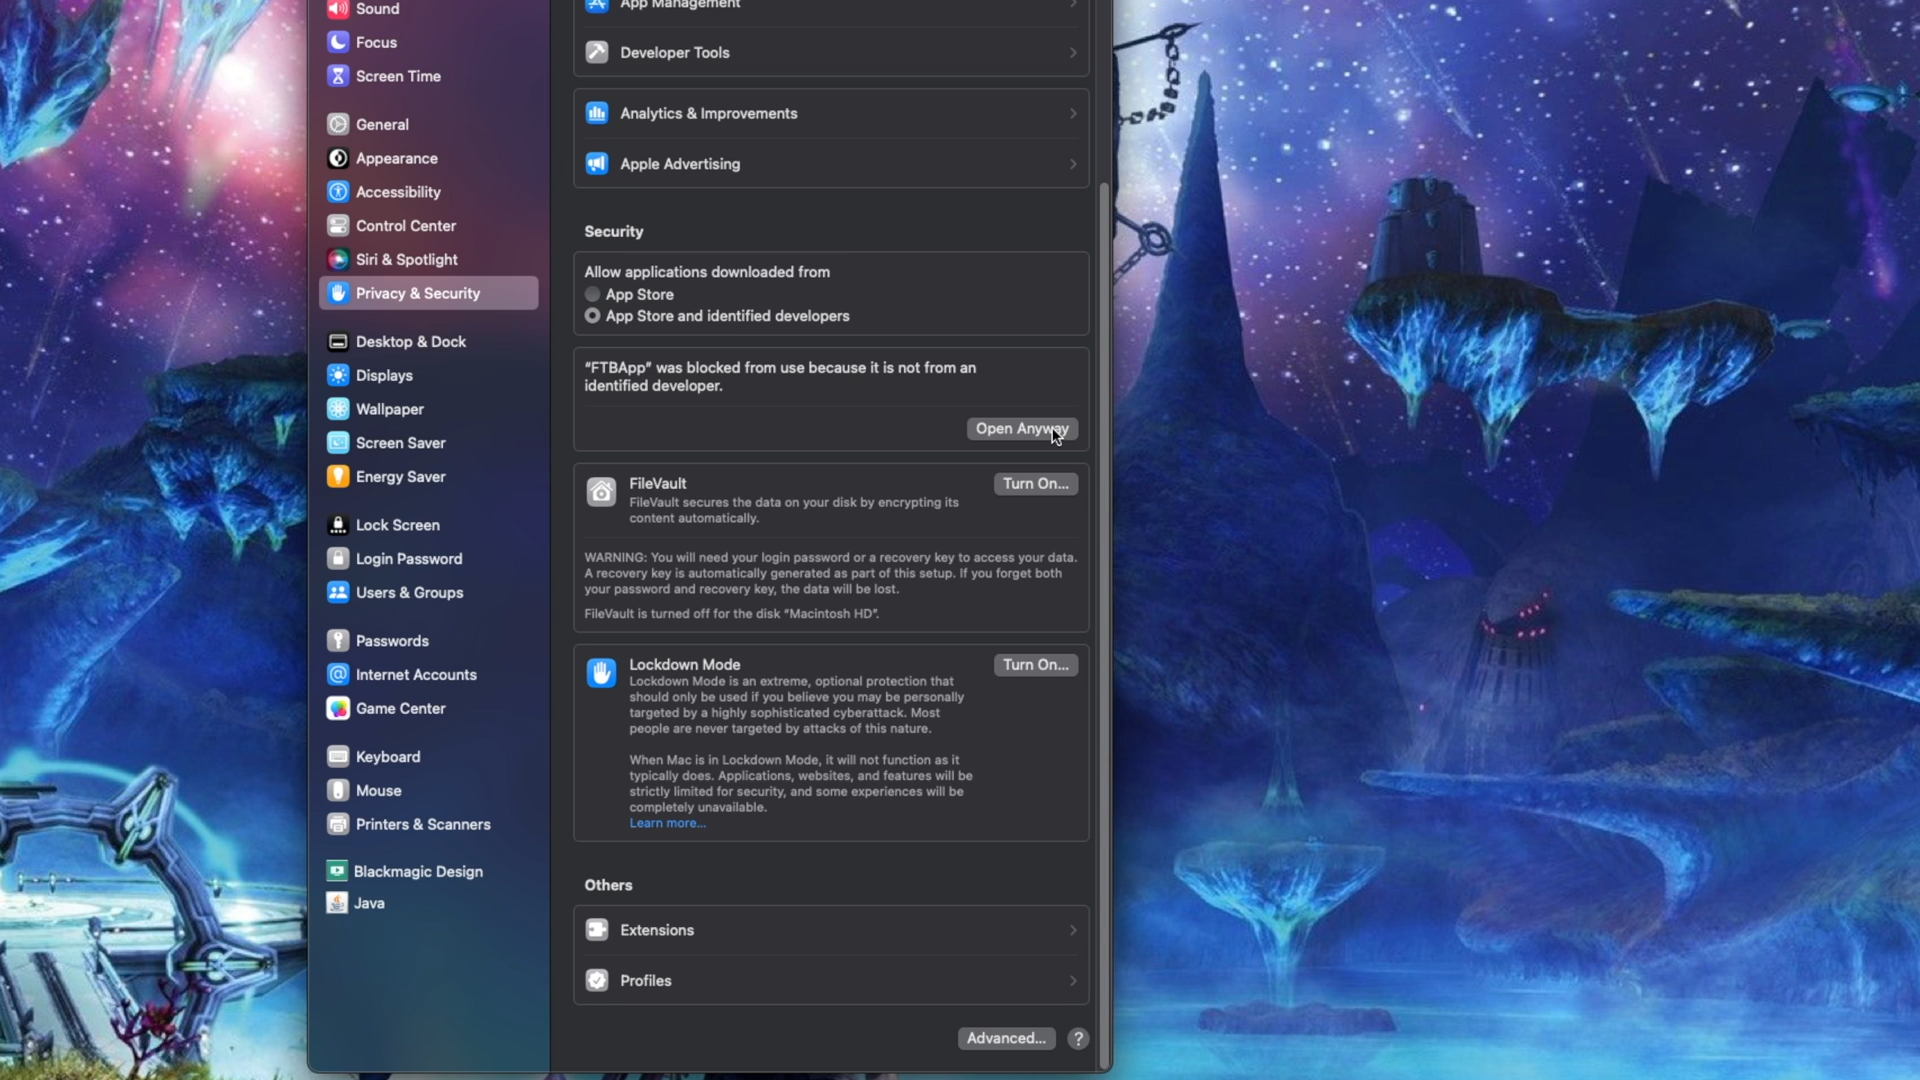 Sound
Focus
Screen Time
General
Appearance
Accessibility
Control Center
Siri & Spotlight
Privacy & Security
Desktop & Dock
Displays
Wallpaper
Screen Saver
Energy Saver
Lock Screen
Login Password
Users & Groups
Passwords
Internet Accounts
Game Center
Keyboard
Mouse
Printers & Scanners
Blackmagic Design
Java
App Management
Developer Tools
Analytics & Improvements
Apple Advertising
Security
Allow applications downloaded from
App Store
App Store and identified developers
“FTBApp” was blocked from use because it is not from an
identified developer.
Open Anyway
FileVault
Turn On...
FileVault secures the data on your disk by encrypting its
content automatically.
WARNING: You will need your login password or a recovery key to access your data.
A recovery key is automatically generated as part of this setup. If you forget both
your password and recovery key, the data will be lost.
FileVault is turned off for the disk “Macintosh HD”.
Lockdown Mode
Turn On...
Lockdown Mode is an extreme, optional protection that
should only be used if you believe you may be personally
targeted by a highly sophisticated cyberattack. Most
people are never targeted by attacks of this nature.
When Mac is in Lockdown Mode, it will not function as it
typically does. Applications, websites, and features will be
strictly limited for security, and some experiences will be
completely unavailable.
Learn more...
Others
Extensions
Profiles
Advanced...
?